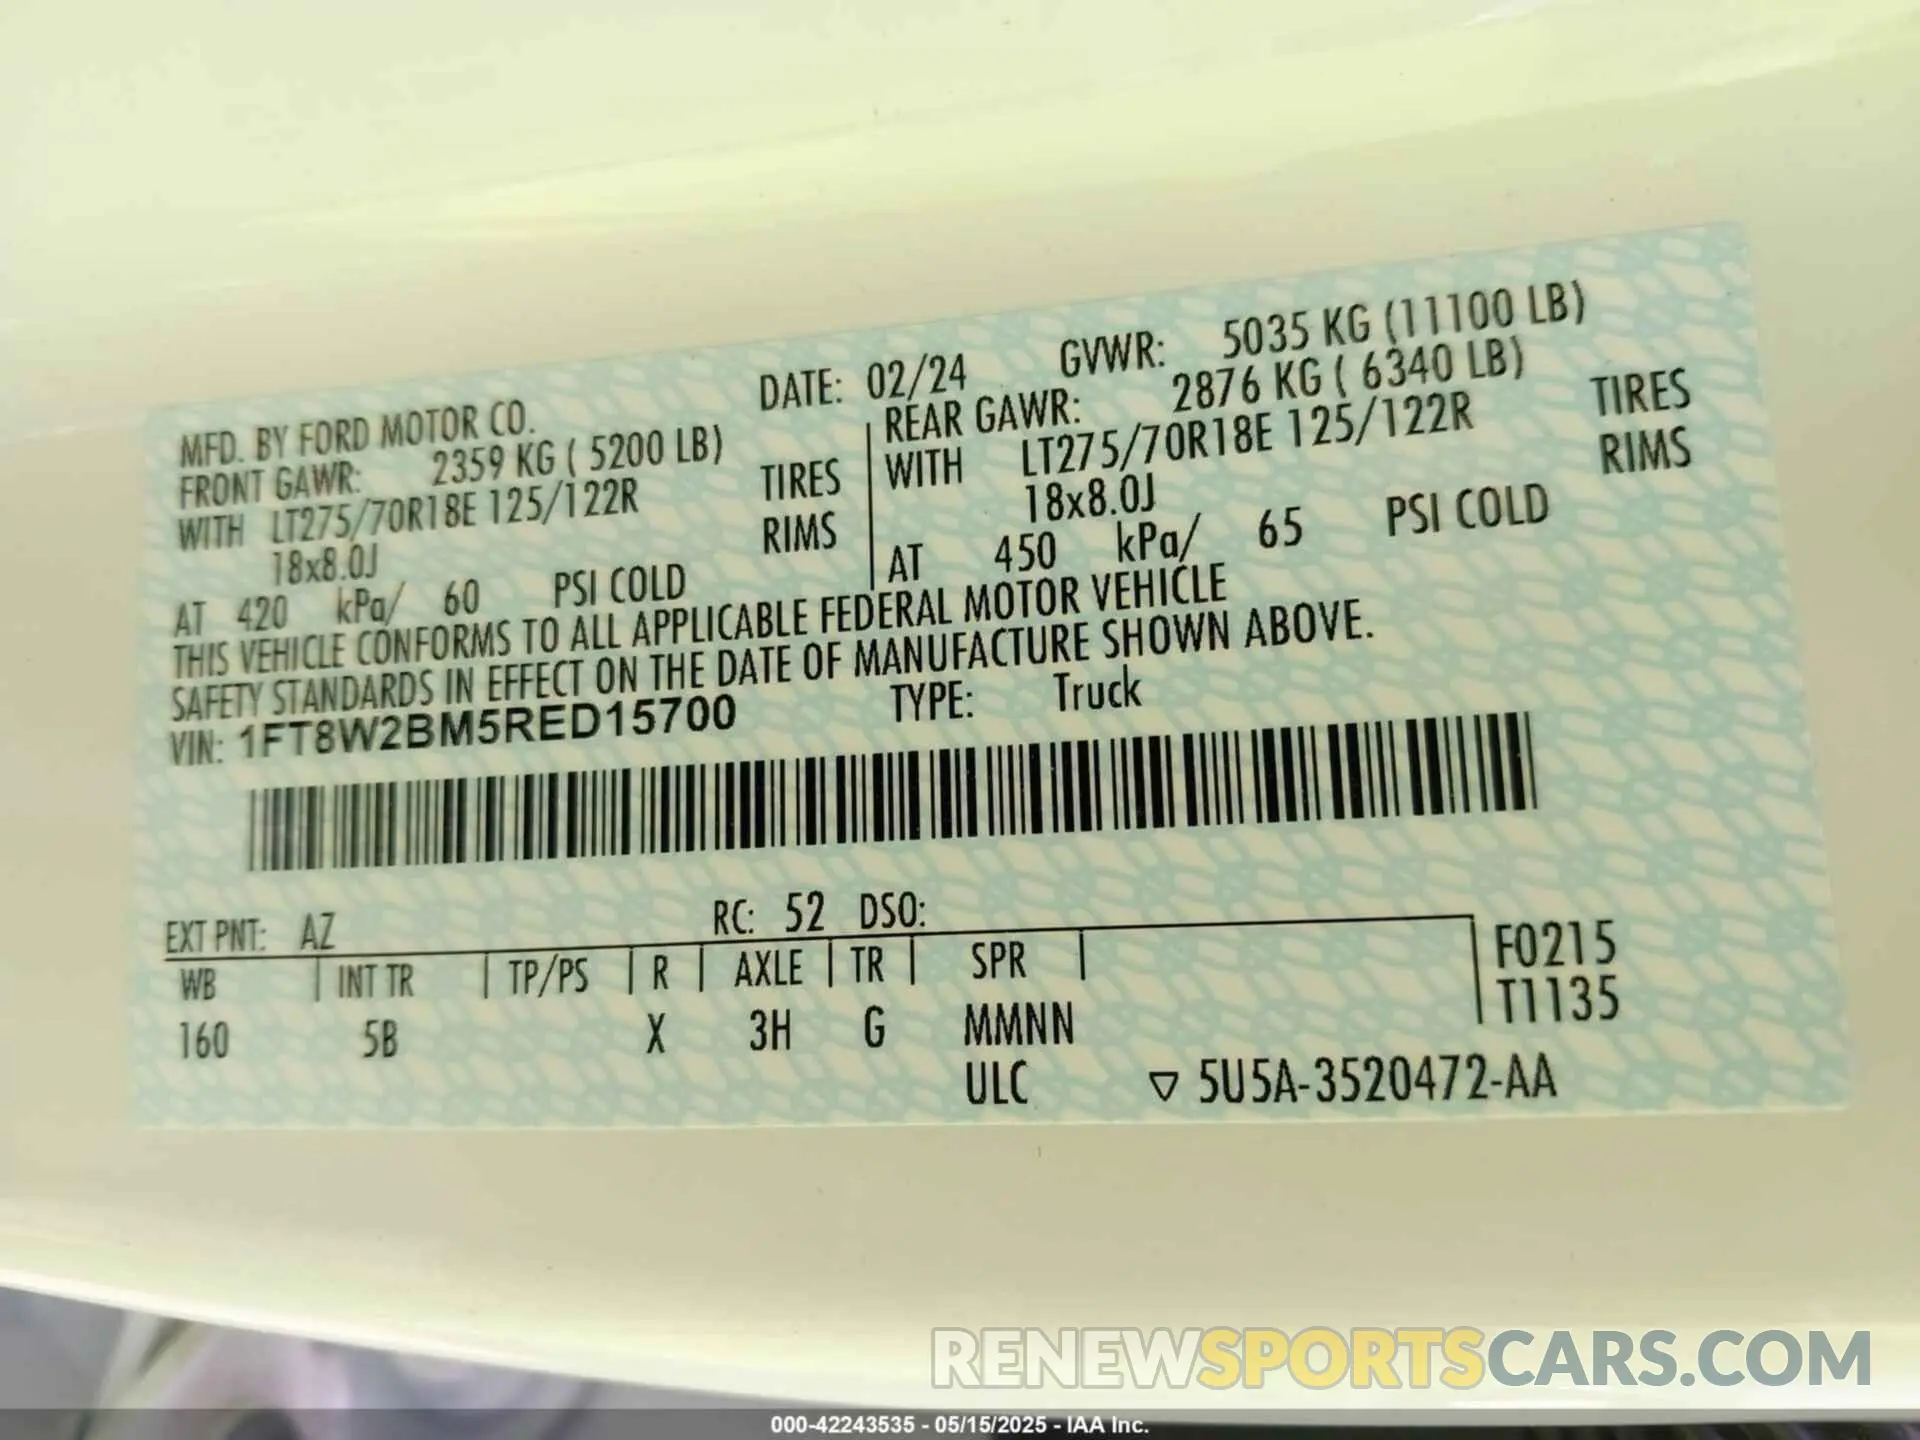 MFD. BY FORD MOTOR CO. DATE: 02/24 GVWR: 5035 KG (11100 LB)
FRONT GAWR: 2359 KG ( 5200 LB) REAR GAWR: 2876 KG ( 6340 LB)
WITH LT275/70R18E 125/122R TIRES WITH LT275/70R18E 125/122R TIRES
18x8.0J RIMS 18x8.0J RIMS
AT 420 kPa/ 60 PSI COLD AT 450 kPa/ 65 PSI COLD
THIS VEHICLE CONFORMS TO ALL APPLICABLE FEDERAL MOTOR VEHICLE
SAFETY STANDARDS IN EFFECT ON THE DATE OF MANUFACTURE SHOWN ABOVE.
VIN: 1FT8W2BM5RED15700 TYPE: Truck
EXT PNT: AZ RC: 52 DSO:
WB INT TR TP/PS R AXLE TR SPR F0215
160 5B X 3H G MMNN T1135
ULC ▽ 5U5A-3520472-AA
RENEWSPORTSCARS.COM
000-42243535 - 05/15/2025 - IAA Inc.